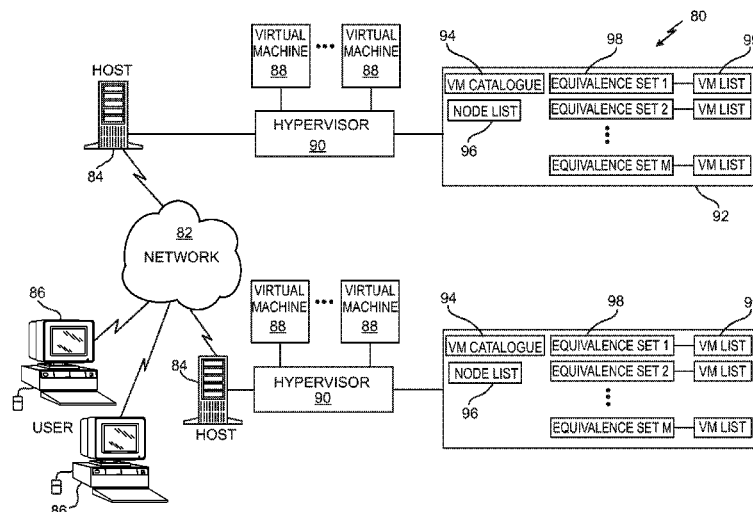 80
VIRTUAL MACHINE 88
VIRTUAL MACHINE 88
HOST
84
HYPERVISOR 90
94
98
99
VM CATALOGUE
NODE LIST
96
EQUIVALENCE SET 1
VM LIST
EQUIVALENCE SET 2
VM LIST
EQUIVALENCE SET M
VM LIST
92
82
NETWORK
86
USER
86
84
HOST
VIRTUAL MACHINE 88
VIRTUAL MACHINE 88
HYPERVISOR 90
94
98
VM CATALOGUE
NODE LIST
96
EQUIVALENCE SET 1
VM LIST
EQUIVALENCE SET 2
VM LIST
EQUIVALENCE SET M
VM LIST